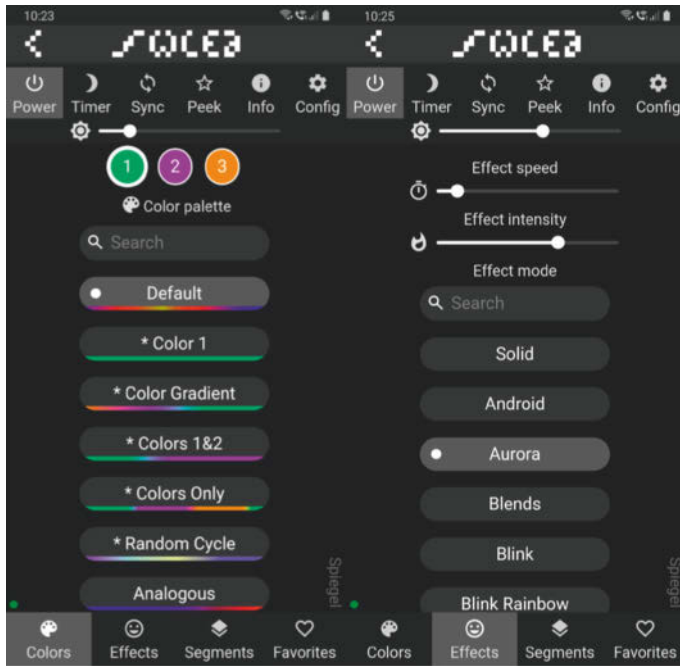 10:23
Power Timer Sync Peek Info Config
1 2 3
Color palette
Search
Default
* Color 1
* Color Gradient
* Colors 1&2
* Colors Only
* Random Cycle
Analogous
Spiegel
Colors Effects Segments Favorites
10:25
Power Timer Sync Peek Info Config
Effect speed
Effect intensity
Effect mode
Search
Solid
Android
Aurora
Blends
Blink
Blink Rainbow
Spiegel
Colors Effects Segments Favorites